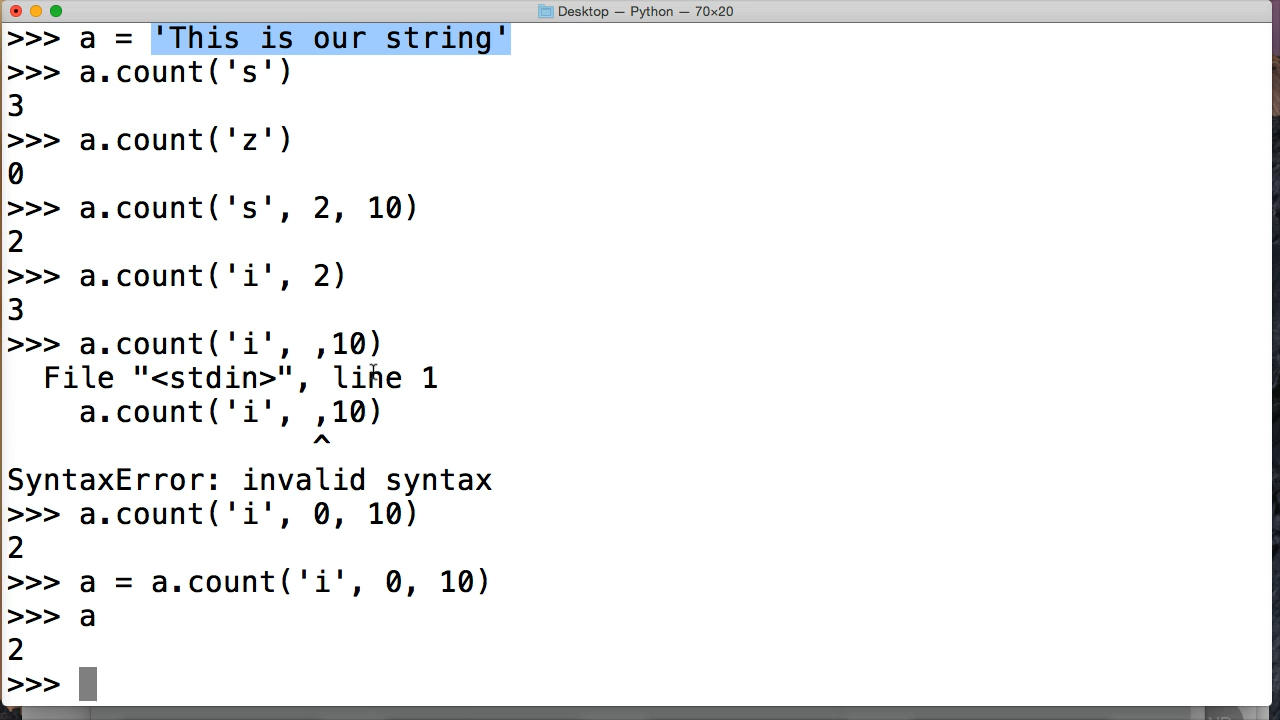 Desktop — Python — 70×20
>>> a = 'This is our string'
>>> a.count('s')
3
>>> a.count('z')
0
>>> a.count('s', 2, 10)
2
>>> a.count('i', 2)
3
>>> a.count('i', ,10)
  File "<stdin>", line 1
    a.count('i', ,10)
                 ^
SyntaxError: invalid syntax
>>> a.count('i', 0, 10)
2
>>> a = a.count('i', 0, 10)
>>> a
2
>>>